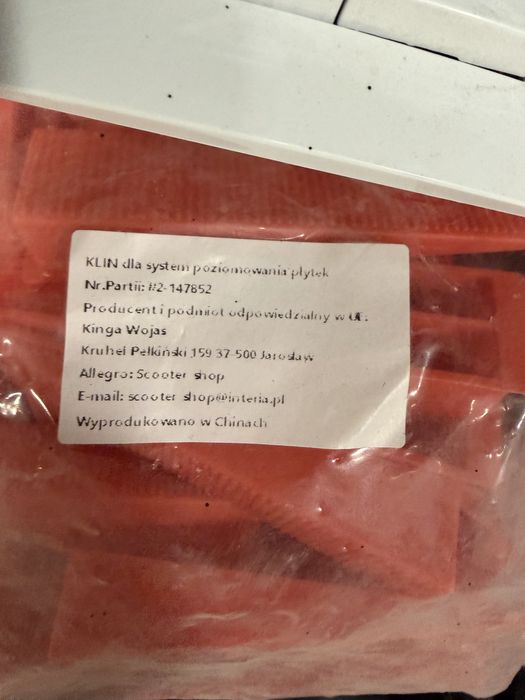 KLIN dla system poziomowania płytek
Nr.Partii: #2-147852
Producent i podmiot odpowiedzialny w UE:
Kinga Wojas
Kruhel Pełkiński 159 37-500 Jarosław
Allegro: Scooter shop
E-mail: scooter shop@interia.pl
Wyprodukowano w Chinach